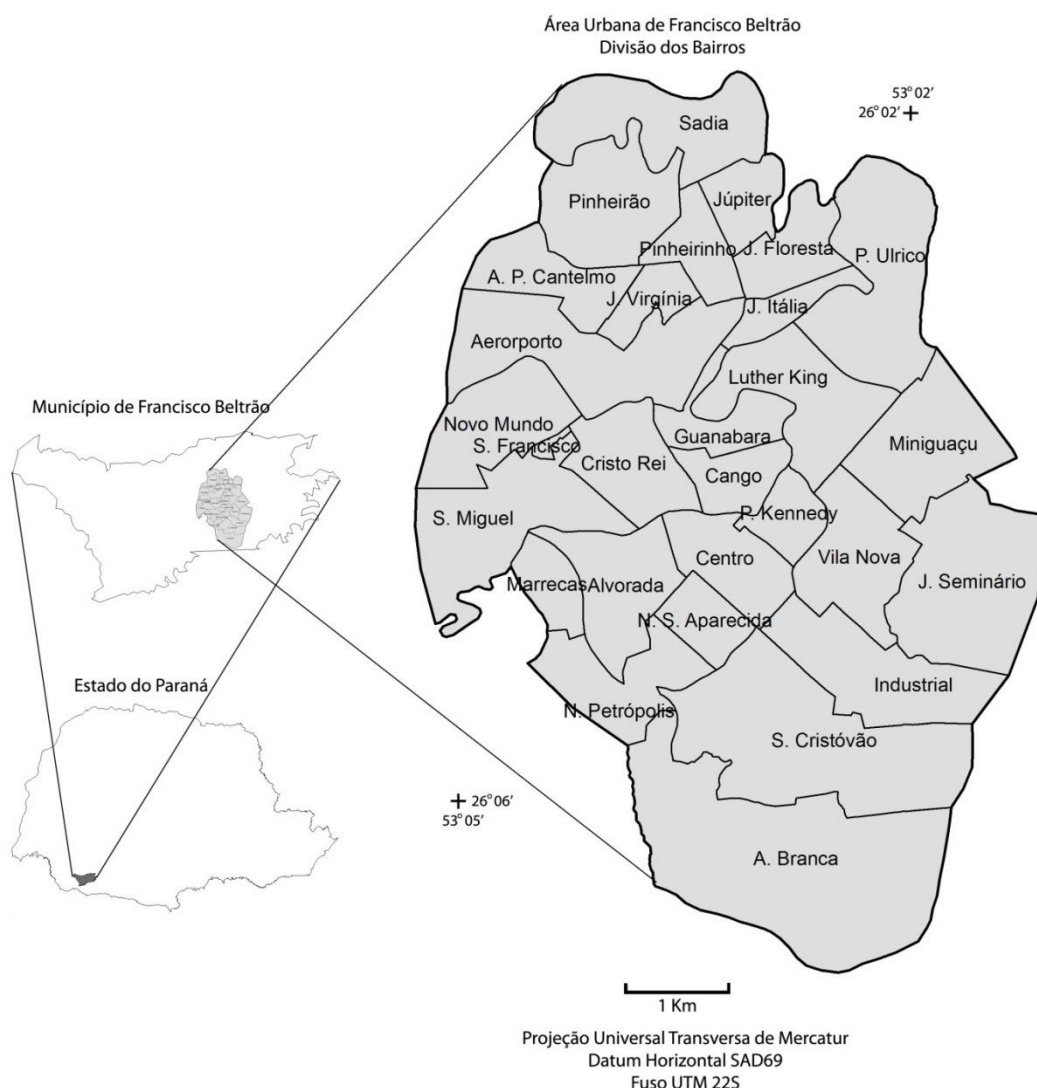 Área Urbana de Francisco Beltrão
Divisão dos Bairros
53° 02'
26° 02'
Sadia
Pinheirão
Júpiter
Pinheirinho
J. Floresta
P. Ulrico
A. P. Cantelmo
J. Virgínia
J. Itália
Aerorporto
Luther King
Município de Francisco Beltrão
Novo Mundo
Guanabara
Miniguaçu
S. Francisco
Cristo Rei
Cango
S. Miguel
P. Kennedy
Centro
Vila Nova
Marrecas
Alvorada
J. Seminário
N. S. Aparecida
Estado do Paraná
Industrial
N. Petrópolis
S. Cristóvão
26° 06'
53° 05'
A. Branca
1 Km
Projeção Universal Transversa de Mercatur
Datum Horizontal SAD69
Fuso UTM 22S